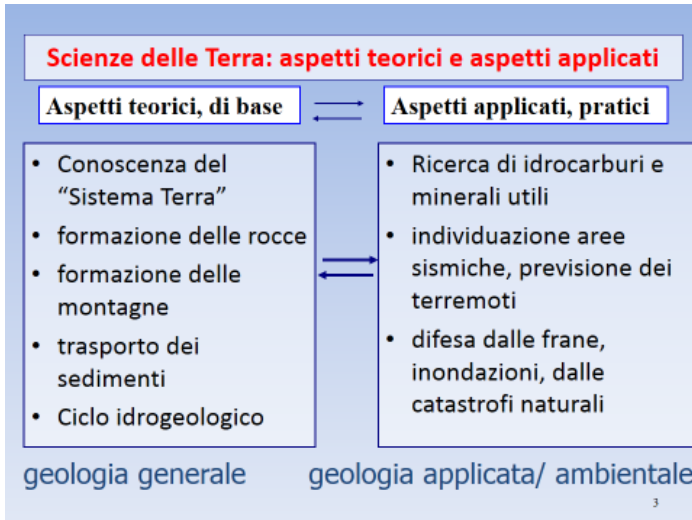 Scienze delle Terra: aspetti teorici e aspetti applicati
Aspetti teorici, di base
Aspetti applicati, pratici
• Conoscenza del
"Sistema Terra"
• formazione delle rocce
• formazione delle
montagne
• trasporto dei
sedimenti
• Ciclo idrogeologico
• Ricerca di idrocarburi e
minerali utili
• individuazione aree
sismiche, previsione dei
terremoti
• difesa dalle frane,
inondazioni, dalle
catastrofi naturali
geologia generale
geologia applicata/ ambientale
3